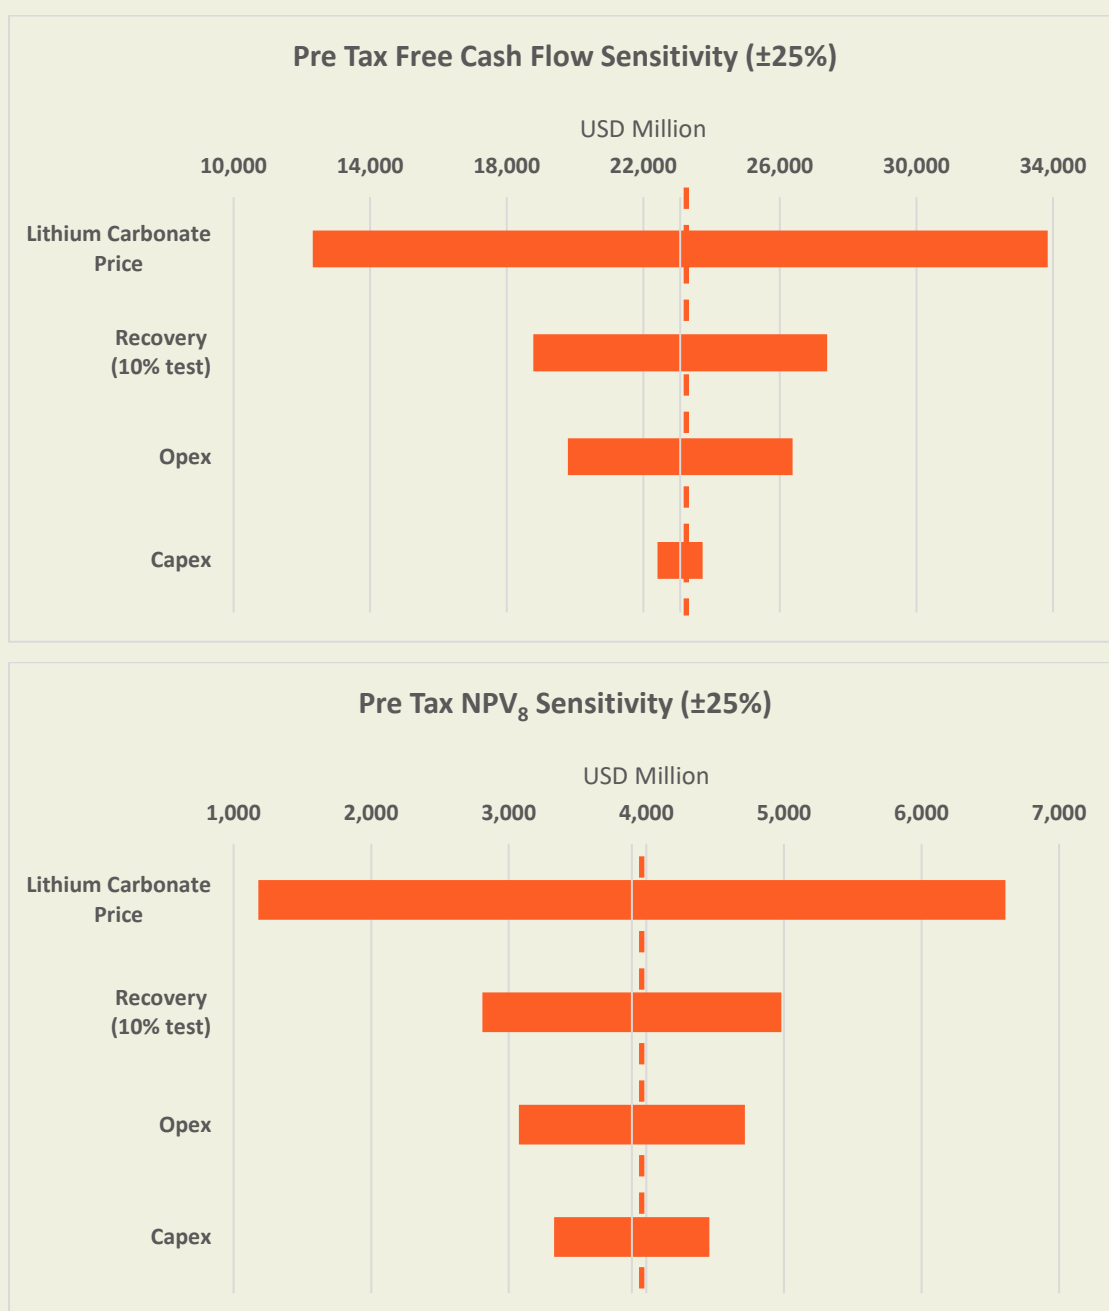 Pre Tax Free Cash Flow Sensitivity (±25%)
USD Million
10,000 14,000 18,000 22,000 26,000 30,000 34,000
Lithium Carbonate
Price
Recovery
(10% test)
Opex
Capex
Pre Tax NPV₈ Sensitivity (±25%)
USD Million
1,000 2,000 3,000 4,000 5,000 6,000 7,000
Lithium Carbonate
Price
Recovery
(10% test)
Opex
Capex